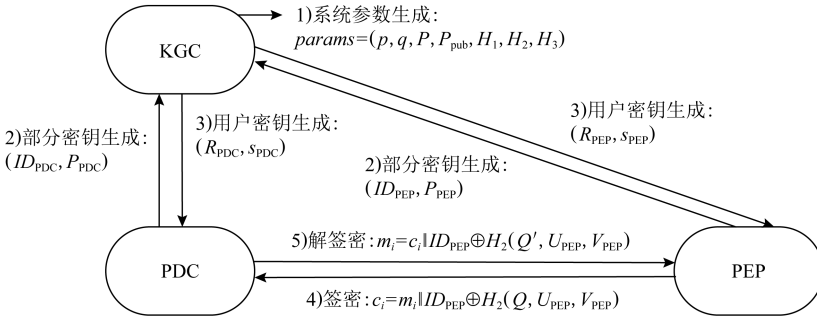 1)系统参数生成:
params=(p, q, P, P_pub, H_1, H_2, H_3)
KGC
3)用户密钥生成:
(R_PEP, s_PEP)
3)用户密钥生成:
(R_PDC, s_PDC)
2)部分密钥生成:
(ID_PDC, P_PDC)
2)部分密钥生成:
(ID_PEP, P_PEP)
5)解签密:m_i=c_i‖ID_PEP⊕H_2(Q′, U_PEP, V_PEP)
PDC
PEP
4)签密:c_i=m_i‖ID_PEP⊕H_2(Q, U_PEP, V_PEP)